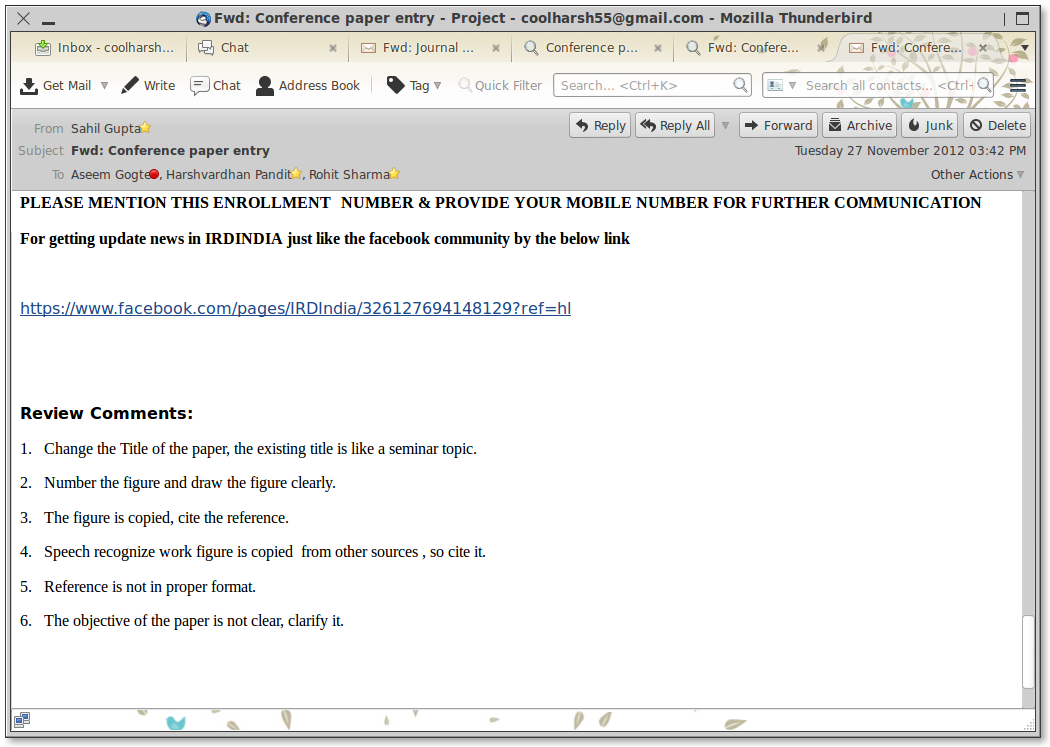 Fwd: Conference paper entry - Project - coolharsh55@gmail.com - Mozilla Thunderbird
Inbox - coolharsh... Chat Fwd: Journal ... Conference p... Fwd: Confere... Fwd: Confere...
Get Mail Write Chat Address Book Tag Quick Filter Search... <Ctrl+K> Search all contacts... <Ctrl+
From Sahil Gupta Reply Reply All Forward Archive Junk Delete
Subject Fwd: Conference paper entry Tuesday 27 November 2012 03:42 PM
To Aseem Gogte, Harshvardhan Pandit, Rohit Sharma Other Actions
PLEASE MENTION THIS ENROLLMENT  NUMBER & PROVIDE YOUR MOBILE NUMBER FOR FURTHER COMMUNICATION
For getting update news in IRDINDIA just like the facebook community by the below link
https://www.facebook.com/pages/IRDIndia/326127694148129?ref=hl
Review Comments:
1. Change the Title of the paper, the existing title is like a seminar topic.
2. Number the figure and draw the figure clearly.
3. The figure is copied, cite the reference.
4. Speech recognize work figure is copied  from other sources , so cite it.
5. Reference is not in proper format.
6. The objective of the paper is not clear, clarify it.